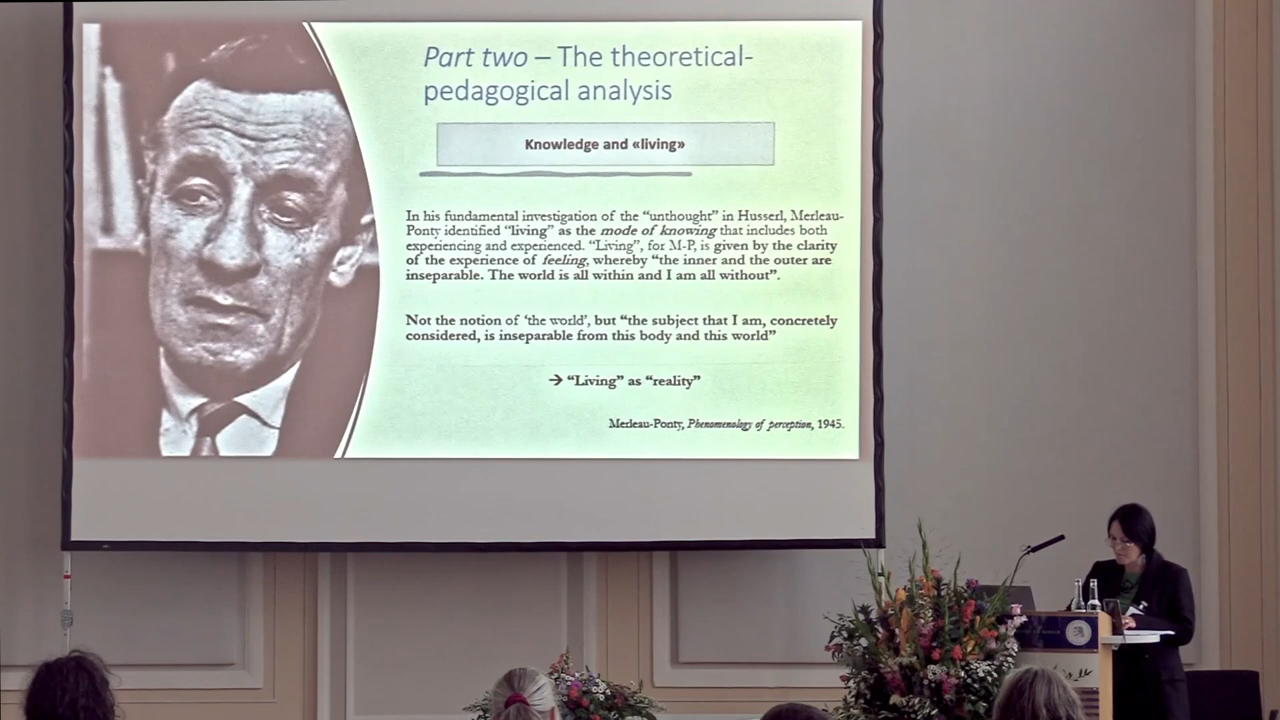 Part two – The theoretical-
pedagogical analysis
Knowledge and «living»
In his fundamental investigation of the “unthought” in Husserl, Merleau-
Ponty identified “living” as the mode of knowing that includes both
experiencing and experienced. “Living”, for M-P, is given by the clarity
of the experience of feeling, whereby “the inner and the outer are
inseparable. The world is all within and I am all without”.
Not the notion of ‘the world’, but “the subject that I am, concretely
considered, is inseparable from this body and this world”
→ “Living” as “reality”
Merleau-Ponty, Phenomenology of perception, 1945.